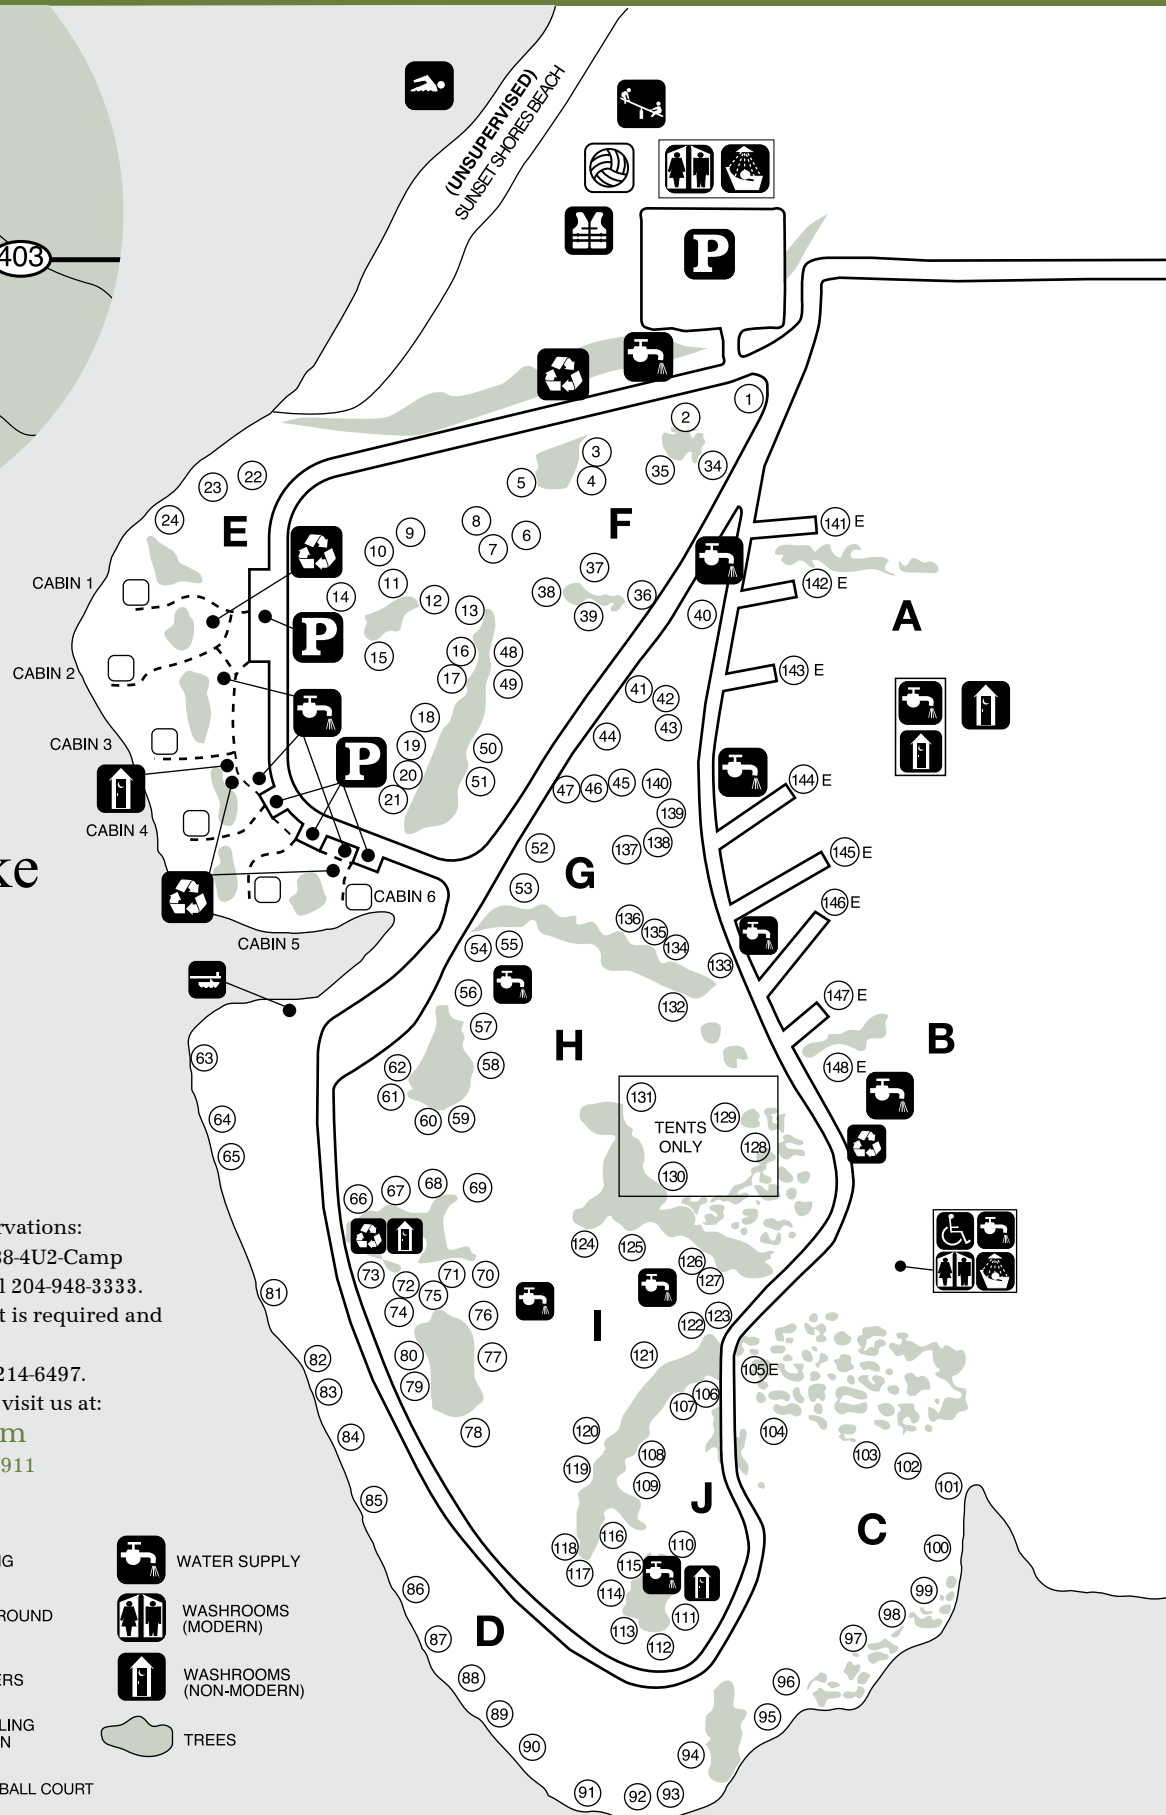 (UNSUPERVISED)
SUNSET SHORES BEACH
403
P
1
2
3
4
5
35
34
23
22
24
E
8
6
7
F
9
10
11
12
13
14
15
16
17
18
19
20
21
37
38
39
36
40
48
49
50
51
141 E
142 E
A
143 E
CABIN 1
CABIN 2
CABIN 3
CABIN 4
CABIN 5
CABIN 6
P
P
41
42
43
44
47
46
45
140
139
138
137
144 E
145 E
146 E
147 E
148 E
B
52
53
G
136
135
134
133
132
54
55
56
57
58
59
60
61
62
H
63
64
65
131
129
128
130
TENTS
ONLY
66
67
68
69
73
72
71
70
75
74
76
77
78
79
80
124
125
126
127
123
122
121
I
81
82
83
84
85
86
87
88
89
90
91
92
93
94
95
96
97
98
99
100
101
102
103
104
105 E
106
107
108
109
120
119
118
117
116
115
114
113
112
111
110
J
C
D
ke
rvations:
38-4U2-Camp
l 204-948-3333.
t is required and
214-6497.
visit us at:
m
911
NG
WATER SUPPLY
ROUND
WASHROOMS
(MODERN)
ERS
WASHROOMS
(NON-MODERN)
LING
N
TREES
BALL COURT